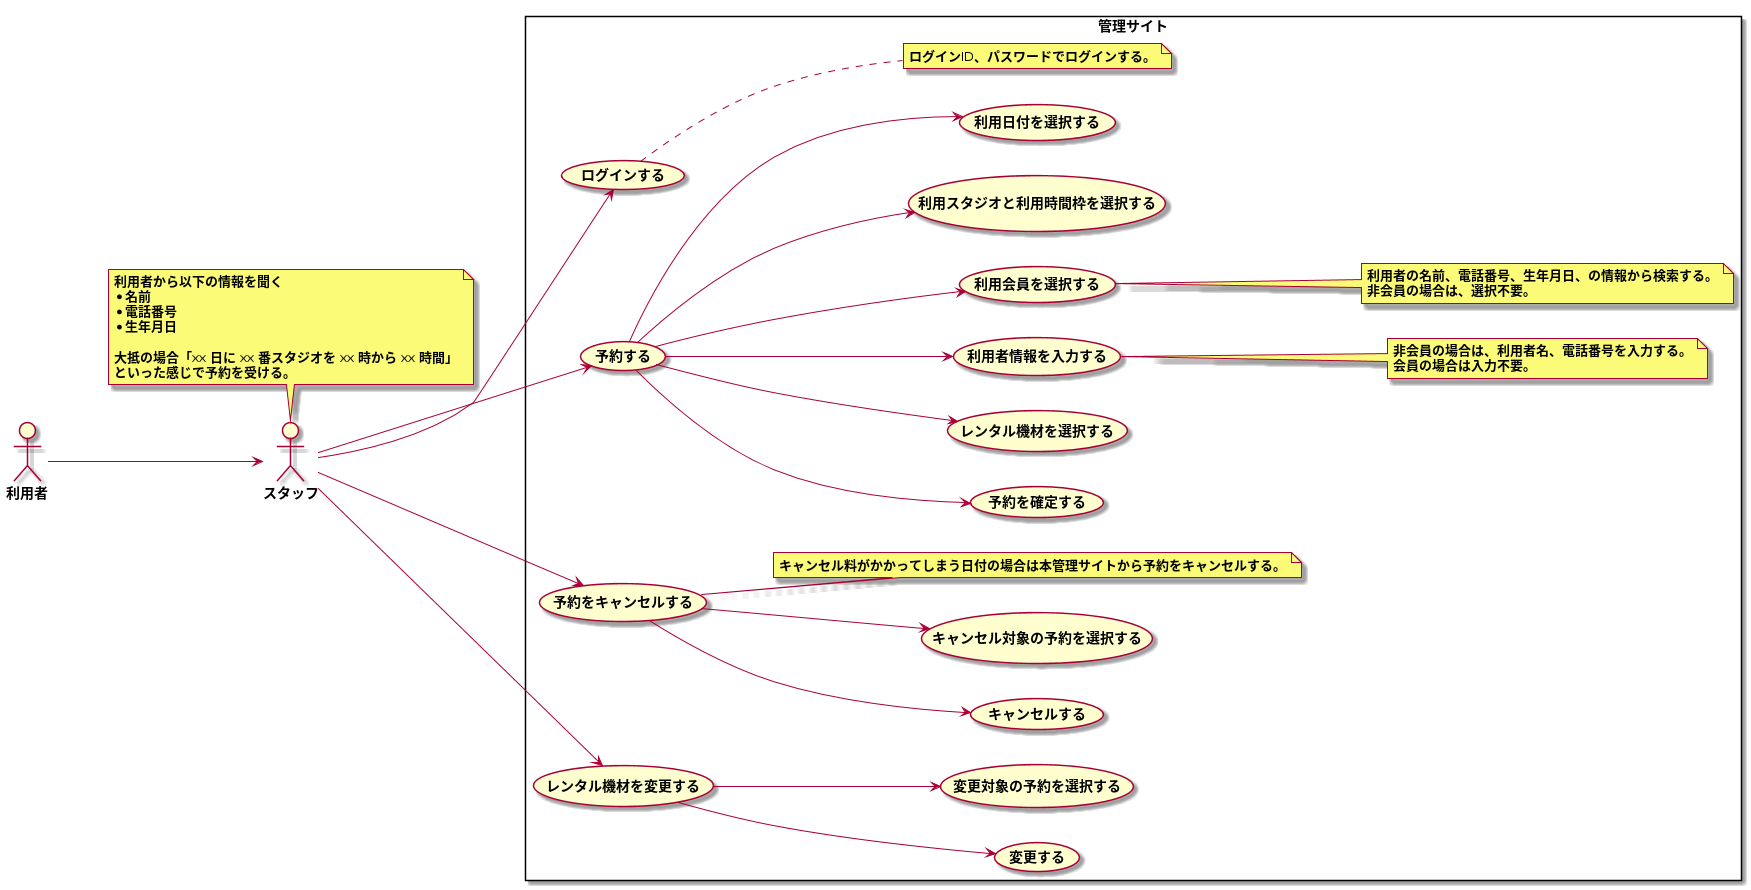 管理サイト
ログインID、パスワードでログインする。
利用日付を選択する
ログインする
利用スタジオと利用時間枠を選択する
利用者から以下の情報を聞く
•名前
•電話番号
•生年月日
大抵の場合「×× 日に ×× 番スタジオを ×× 時から ×× 時間」
といった感じで予約を受ける。
利用会員を選択する
利用者の名前、電話番号、生年月日、の情報から検索する。
非会員の場合は、選択不要。
予約する
利用者情報を入力する
非会員の場合は、利用者名、電話番号を入力する。
会員の場合は入力不要。
レンタル機材を選択する
利用者
スタッフ
予約を確定する
キャンセル料がかかってしまう日付の場合は本管理サイトから予約をキャンセルする。
予約をキャンセルする
キャンセル対象の予約を選択する
キャンセルする
レンタル機材を変更する
変更対象の予約を選択する
変更する